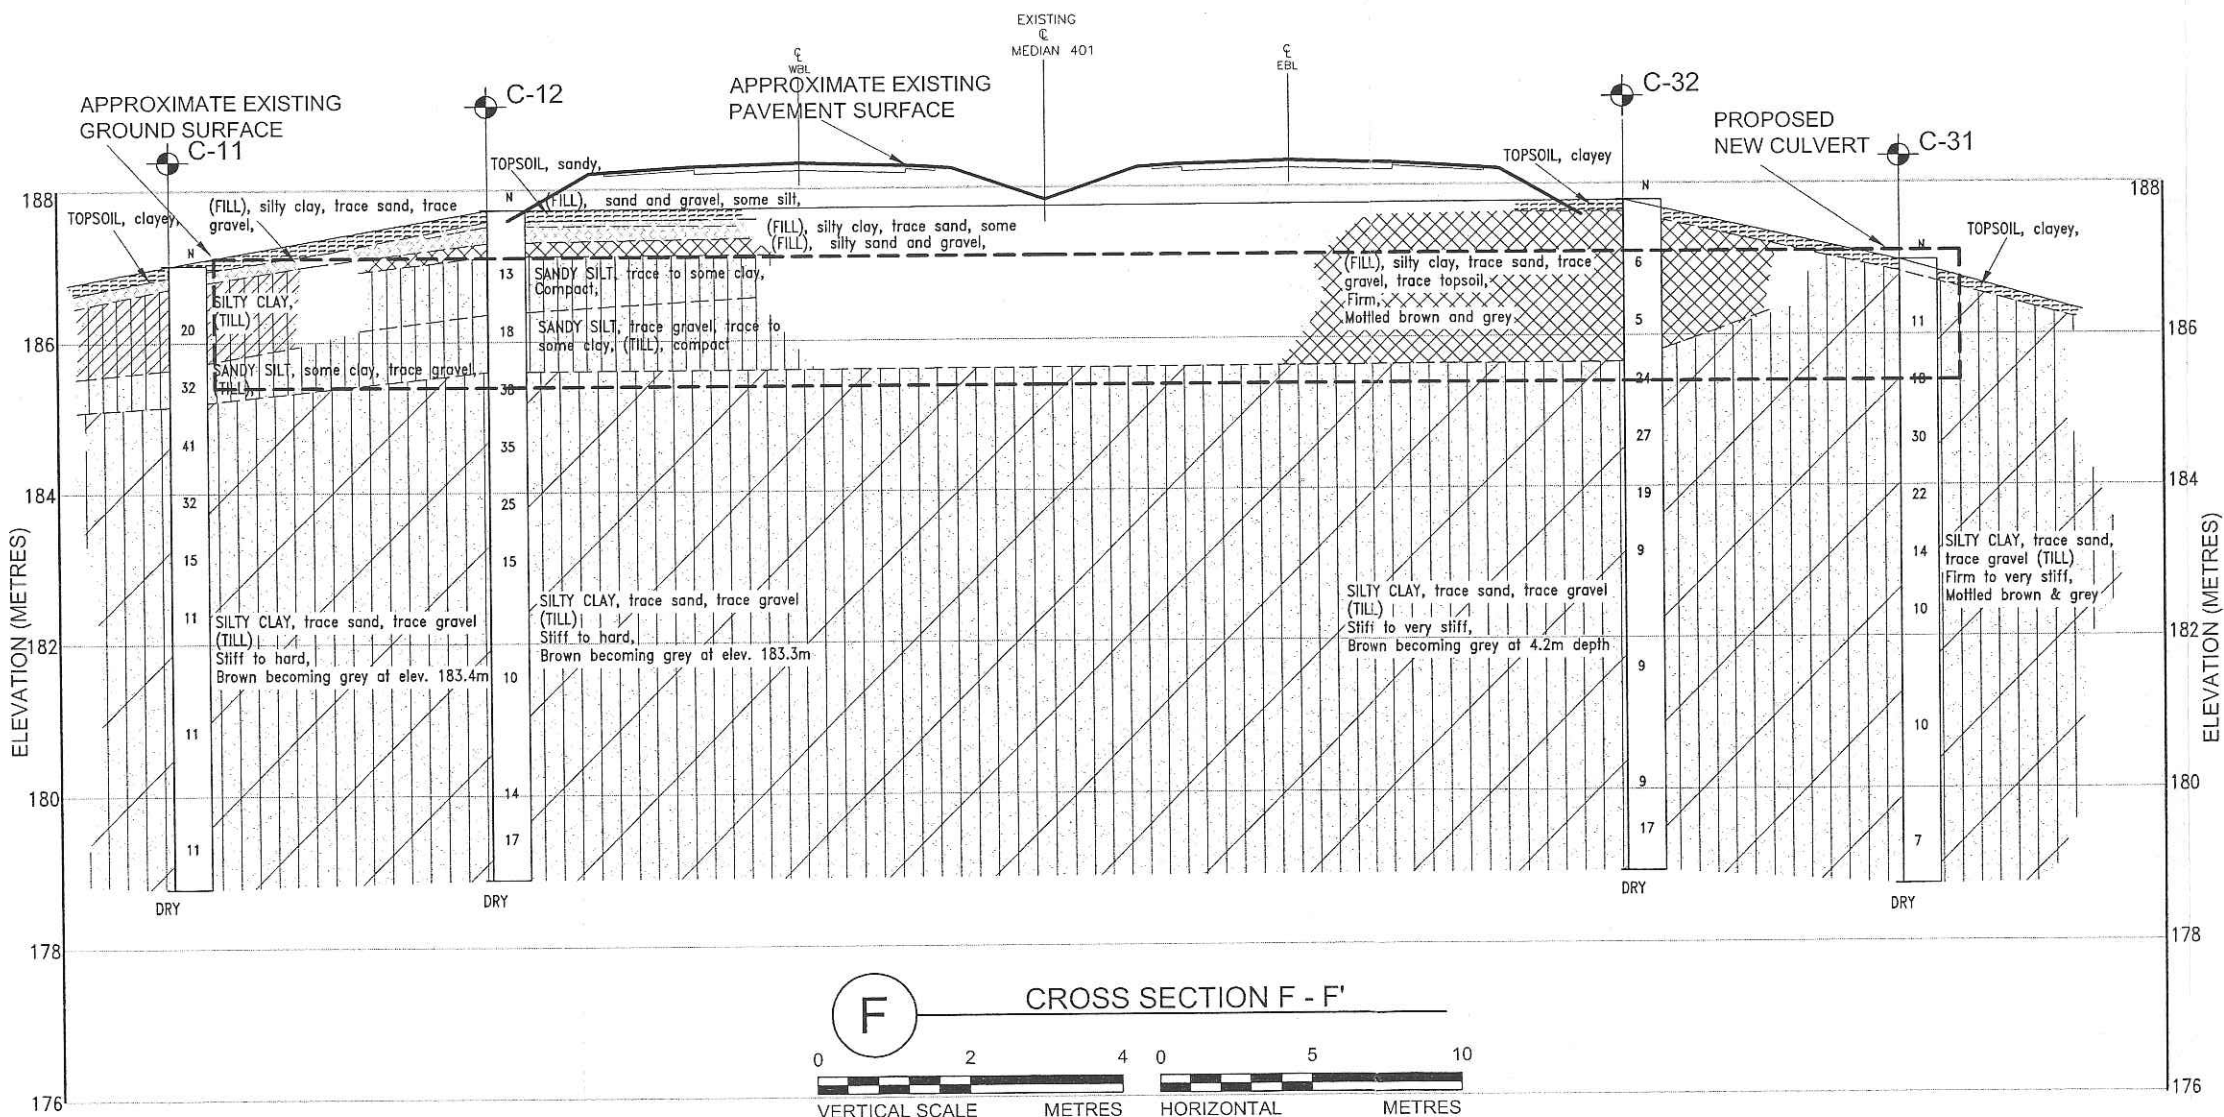 EXISTING
℄
MEDIAN 401
℄
WBL
℄
EBL
APPROXIMATE EXISTING
GROUND SURFACE
C-11
C-12
APPROXIMATE EXISTING
PAVEMENT SURFACE
C-32
PROPOSED
NEW CULVERT
C-31
188
188
TOPSOIL, clayey,
(FILL), silty clay, trace sand, trace
gravel,
TOPSOIL, sandy,
(FILL), sand and gravel, some silt,
(FILL), silty clay, trace sand, some
(FILL), silty sand and gravel,
TOPSOIL, clayey
TOPSOIL, clayey,
N
N
N
N
SILTY CLAY,
(TILL)
SANDY SILT, some clay, trace gravel,
(TILL),
SANDY SILT, trace to some clay,
Compact,
SANDY SILT, trace gravel, trace to
some clay, (TILL), compact
(FILL), silty clay, trace sand, trace
gravel, trace topsoil,
Firm,
Mottled brown and grey
186
186
184
184
182
182
180
180
178
178
176
176
ELEVATION (METRES)
ELEVATION (METRES)
20
32
41
32
15
11
11
11
DRY
SILTY CLAY, trace sand, trace gravel
(TILL)
Stiff to hard,
Brown becoming grey at elev. 183.4m
13
18
35
25
15
10
14
17
DRY
SILTY CLAY, trace sand, trace gravel
(TILL)
Stiff to hard,
Brown becoming grey at elev. 183.3m
6
5
24
27
19
9
9
9
17
DRY
SILTY CLAY, trace sand, trace gravel
(TILL)
Stiff to very stiff,
Brown becoming grey at 4.2m depth
11
30
22
14
10
10
7
DRY
SILTY CLAY, trace sand,
trace gravel (TILL)
Firm to very stiff,
Mottled brown & grey
F
CROSS SECTION F - F'
0 2 4
VERTICAL SCALE METRES
0 5 10
HORIZONTAL METRES